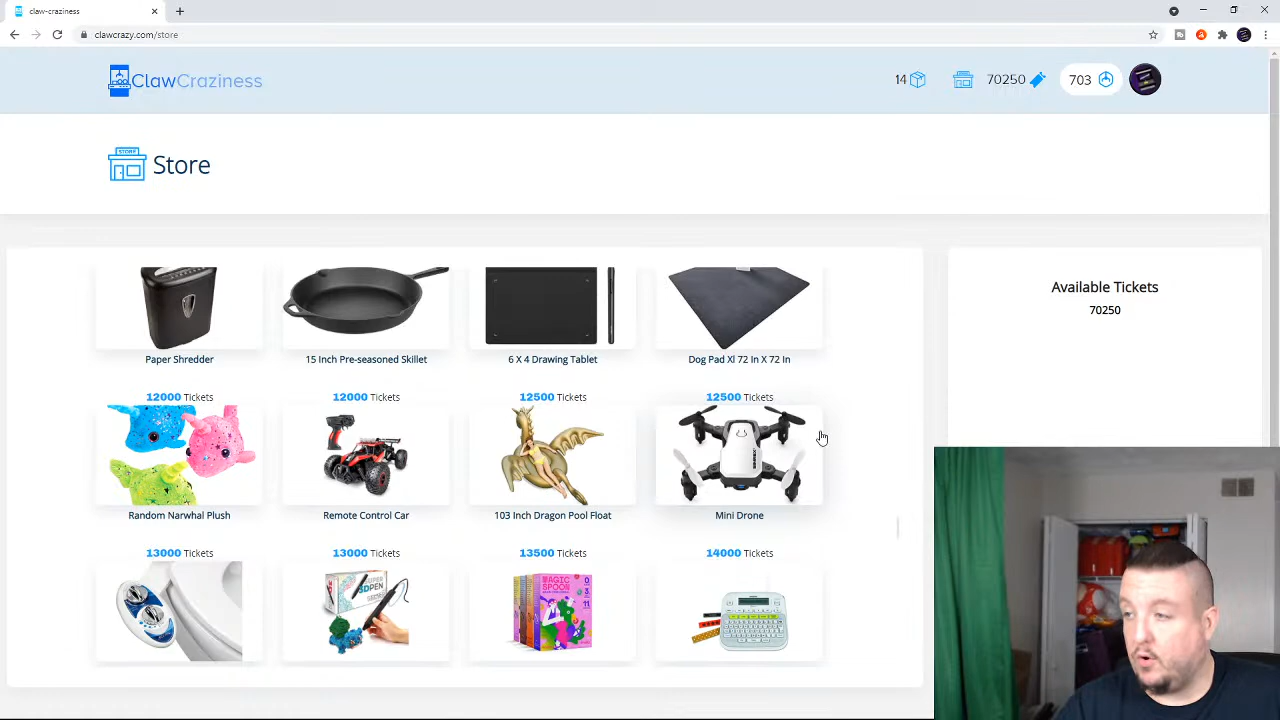 claw-craziness
clawcrazy.com/store
ClawCraziness
14
70250
703
STORE
Store
Available Tickets
70250
Paper Shredder
15 Inch Pre-seasoned Skillet
6 X 4 Drawing Tablet
Dog Pad Xl 72 In X 72 In
12000 Tickets
12000 Tickets
12500 Tickets
12500 Tickets
Random Narwhal Plush
Remote Control Car
103 Inch Dragon Pool Float
Mini Drone
13000 Tickets
13000 Tickets
13500 Tickets
14000 Tickets
MAGIC
SPOON